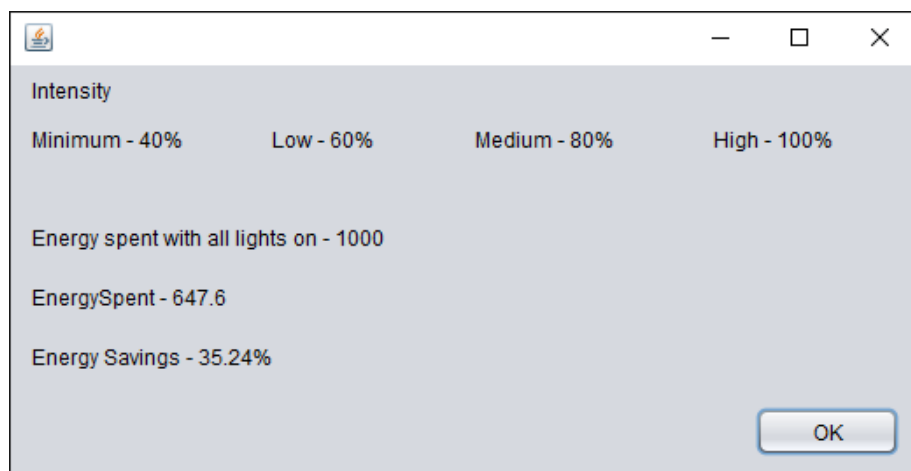 Intensity
Minimum - 40% Low - 60% Medium - 80% High - 100%
Energy spent with all lights on - 1000
EnergySpent - 647.6
Energy Savings - 35.24%
OK